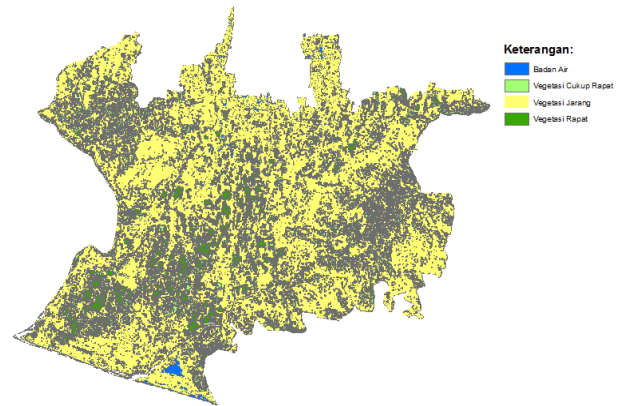 Keterangan:
Badan Air
Vegetasi Cukup Rapat
Vegetasi Jarang
Vegetasi Rapat